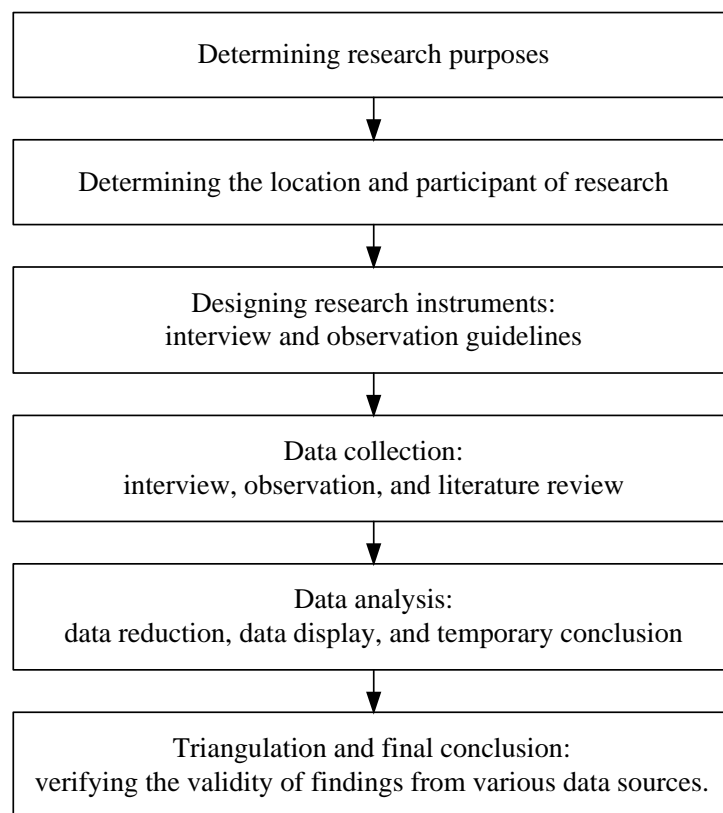 Determining research purposes
Determining the location and participant of research
Designing research instruments:
interview and observation guidelines
Data collection:
interview, observation, and literature review
Data analysis:
data reduction, data display, and temporary conclusion
Triangulation and final conclusion:
verifying the validity of findings from various data sources.